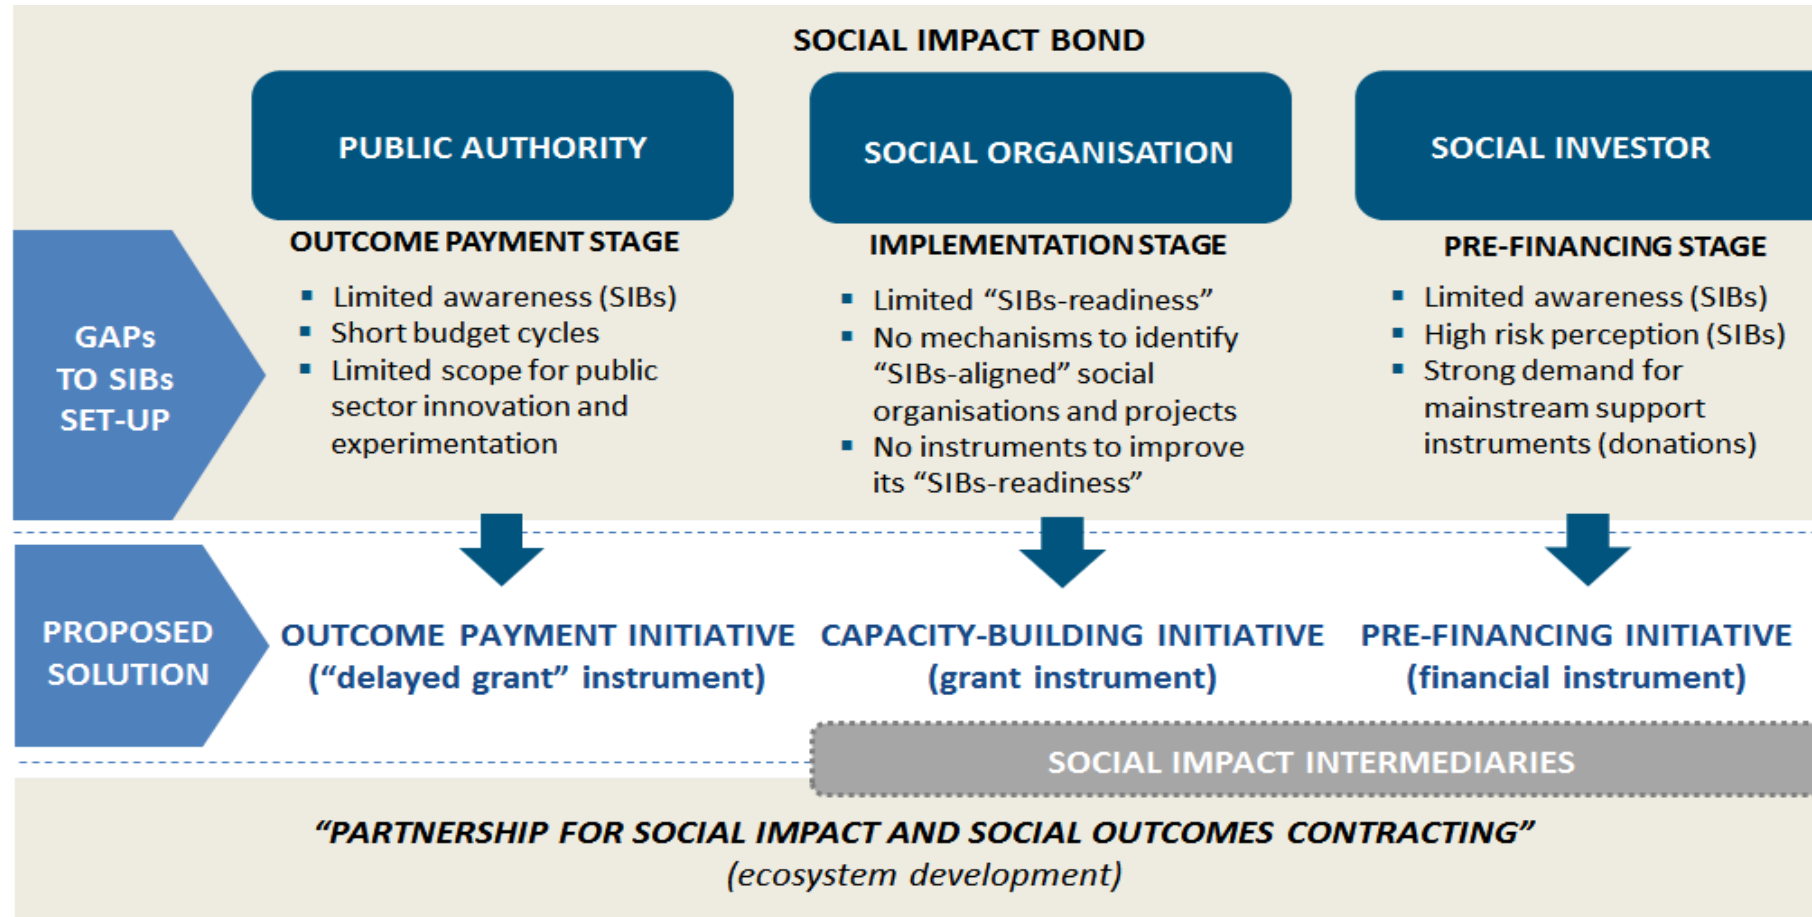 SOCIAL IMPACT BOND
PUBLIC AUTHORITY
SOCIAL ORGANISATION
SOCIAL INVESTOR
GAPs
TO SIBs
SET-UP
OUTCOME PAYMENT STAGE
▪ Limited awareness (SIBs)
▪ Short budget cycles
▪ Limited scope for public
sector innovation and
experimentation
IMPLEMENTATION STAGE
▪ Limited “SIBs-readiness”
▪ No mechanisms to identify
“SIBs-aligned” social
organisations and projects
▪ No instruments to improve
its “SIBs-readiness”
PRE-FINANCING STAGE
▪ Limited awareness (SIBs)
▪ High risk perception (SIBs)
▪ Strong demand for
mainstream support
instruments (donations)
PROPOSED
SOLUTION
OUTCOME PAYMENT INITIATIVE
(“delayed grant” instrument)
CAPACITY-BUILDING INITIATIVE
(grant instrument)
PRE-FINANCING INITIATIVE
(financial instrument)
SOCIAL IMPACT INTERMEDIARIES
“PARTNERSHIP FOR SOCIAL IMPACT AND SOCIAL OUTCOMES CONTRACTING”
(ecosystem development)